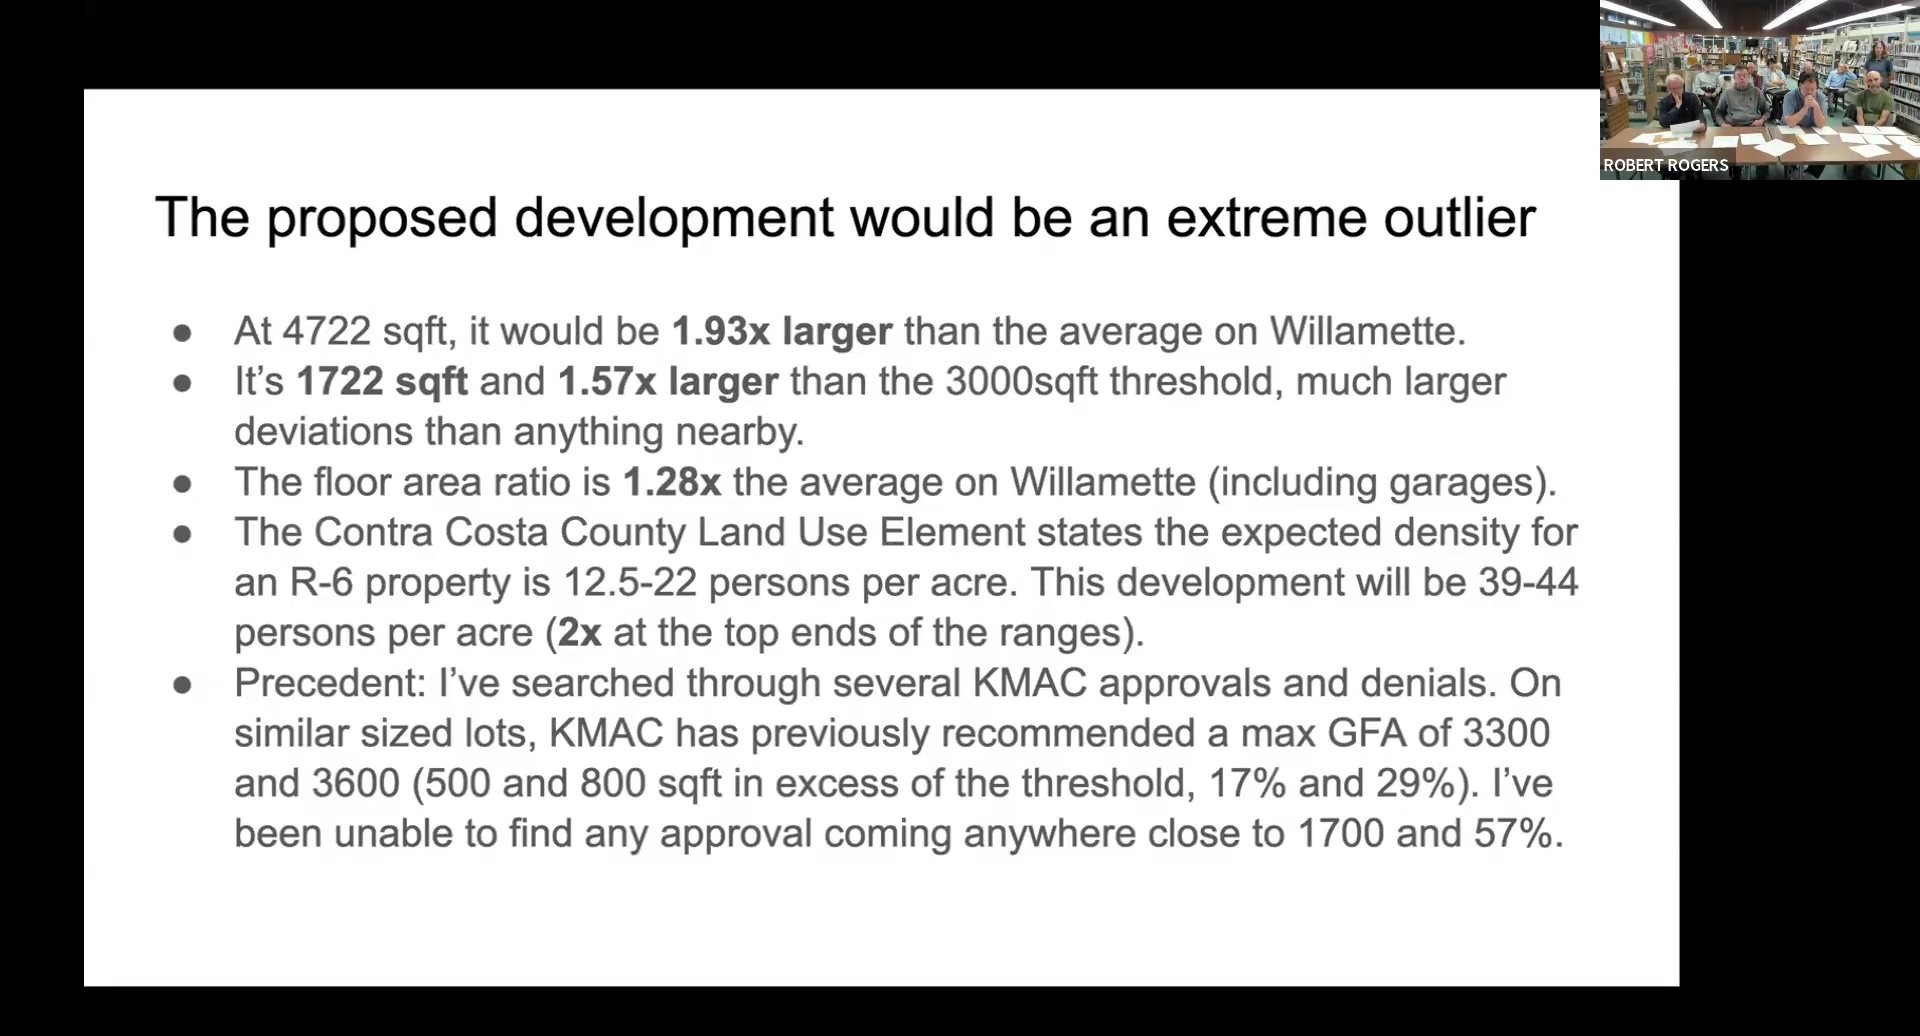 ROBERT ROGERS
The proposed development would be an extreme outlier
● At 4722 sqft, it would be 1.93x larger than the average on Willamette.
● It’s 1722 sqft and 1.57x larger than the 3000sqft threshold, much larger
deviations than anything nearby.
● The floor area ratio is 1.28x the average on Willamette (including garages).
● The Contra Costa County Land Use Element states the expected density for
an R-6 property is 12.5-22 persons per acre. This development will be 39-44
persons per acre (2x at the top ends of the ranges).
● Precedent: I’ve searched through several KMAC approvals and denials. On
similar sized lots, KMAC has previously recommended a max GFA of 3300
and 3600 (500 and 800 sqft in excess of the threshold, 17% and 29%). I’ve
been unable to find any approval coming anywhere close to 1700 and 57%.